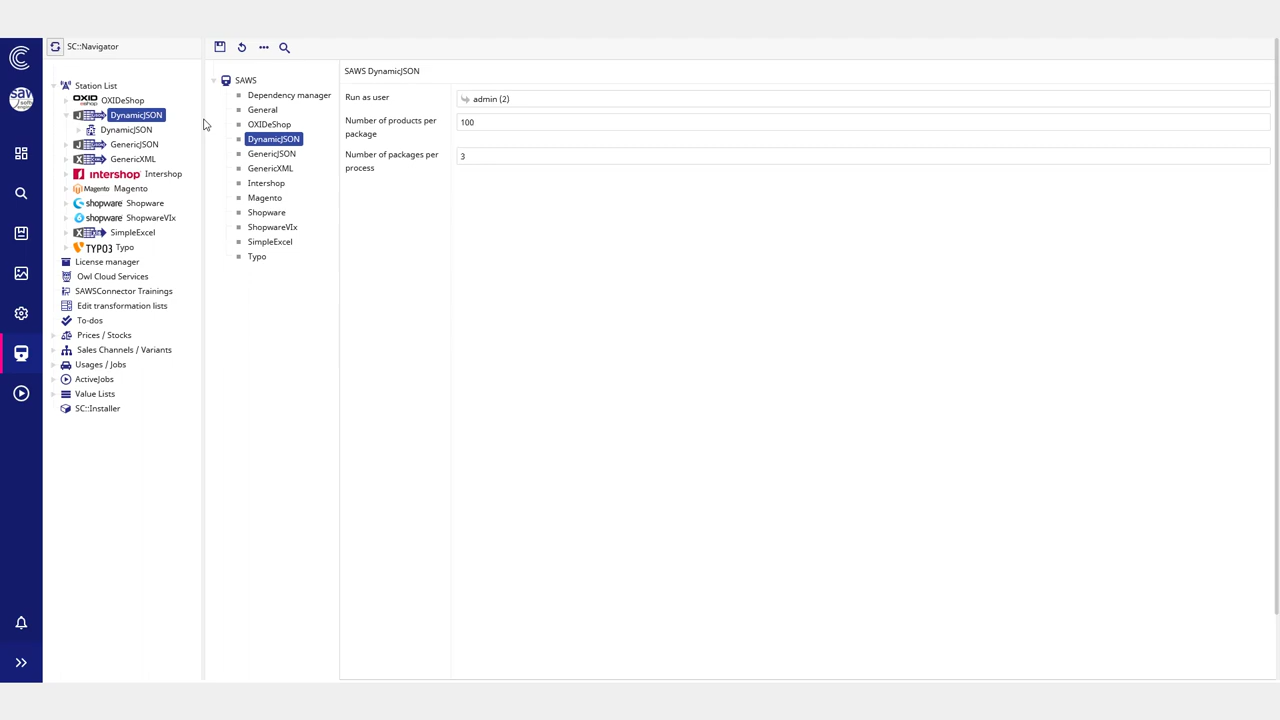 SC::Navigator
Station List
OXID eshop OXIDeShop
DynamicJSON
DynamicJSON
GenericJSON
GenericXML
intershop Intershop
Magento Magento
shopware Shopware
shopware ShopwareVIx
SimpleExcel
TYPO3 Typo
License manager
Owl Cloud Services
SAWSConnector Trainings
Edit transformation lists
To-dos
Prices / Stocks
Sales Channels / Variants
Usages / Jobs
ActiveJobs
Value Lists
SC::Installer
SAWS
Dependency manager
General
OXIDeShop
DynamicJSON
GenericJSON
GenericXML
Intershop
Magento
Shopware
ShopwareVIx
SimpleExcel
Typo
SAWS DynamicJSON
Run as user
admin (2)
Number of products per
package
100
Number of packages per
process
3